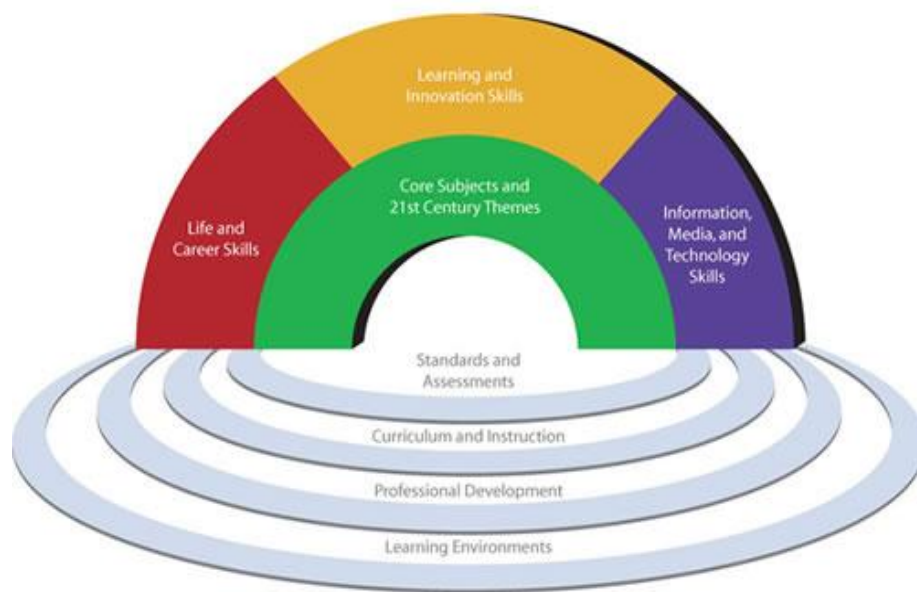 Learning and
Innovation Skills
Core Subjects and
21st Century Themes
Life and
Career Skills
Information,
Media, and
Technology
Skills
Standards and
Assessments
Curriculum and Instruction
Professional Development
Learning Environments